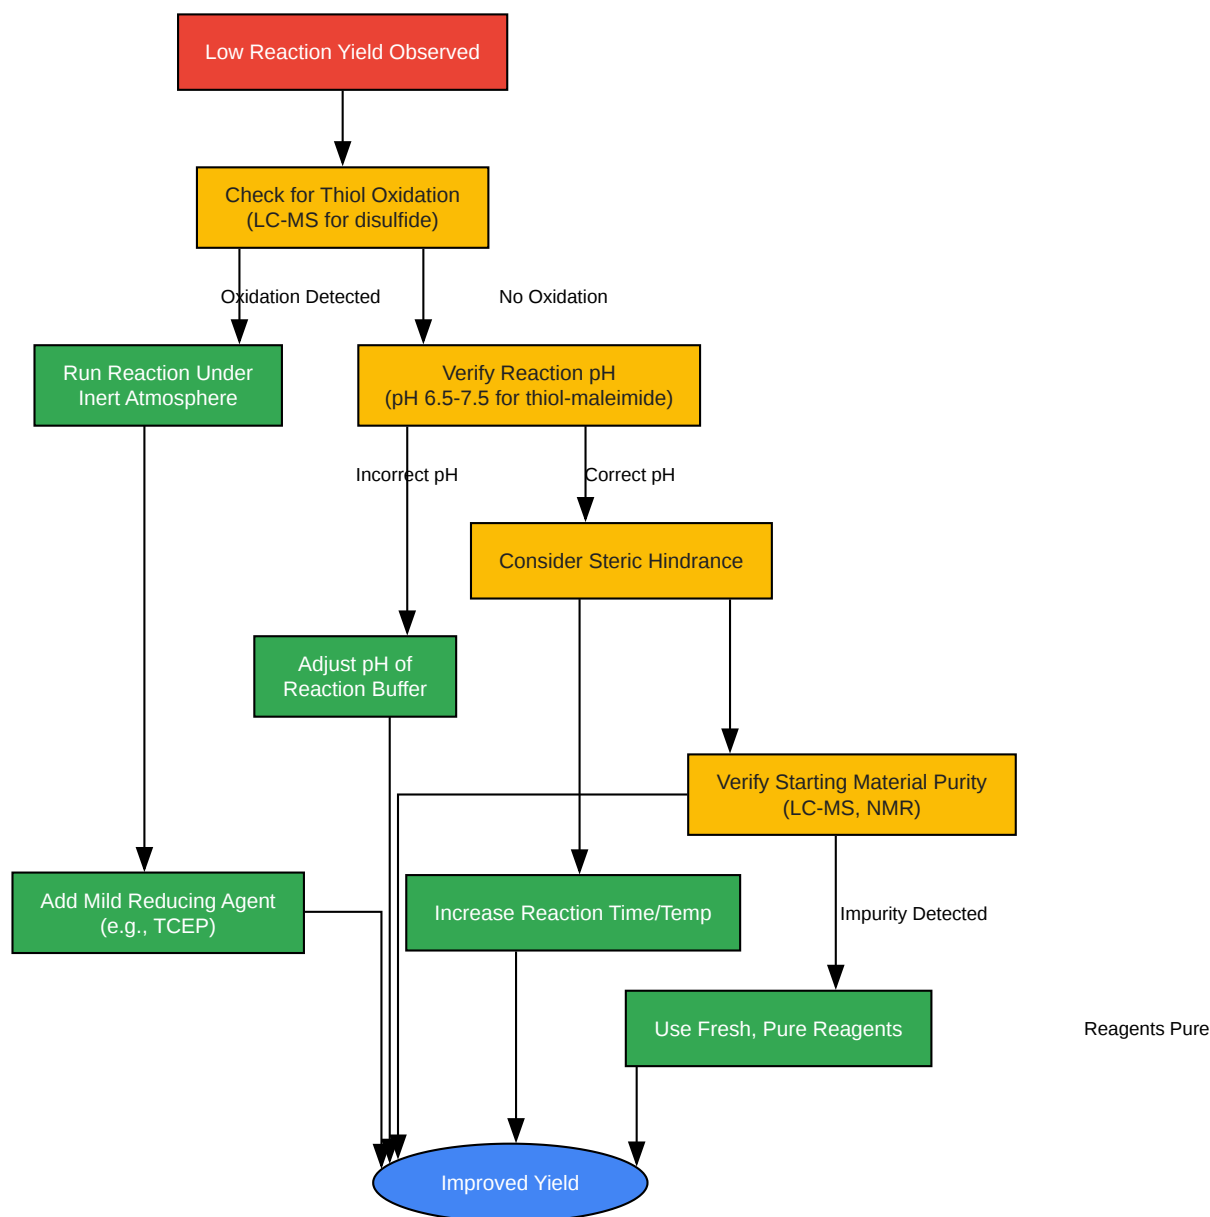 Low Reaction Yield Observed
Check for Thiol Oxidation
(LC-MS for disulfide)
Oxidation Detected
No Oxidation
Run Reaction Under
Inert Atmosphere
Verify Reaction pH
(pH 6.5-7.5 for thiol-maleimide)
Incorrect pH
Correct pH
Consider Steric Hindrance
Adjust pH of
Reaction Buffer
Verify Starting Material Purity
(LC-MS, NMR)
Add Mild Reducing Agent
(e.g., TCEP)
Increase Reaction Time/Temp
Impurity Detected
Use Fresh, Pure Reagents
Reagents Pure
Improved Yield